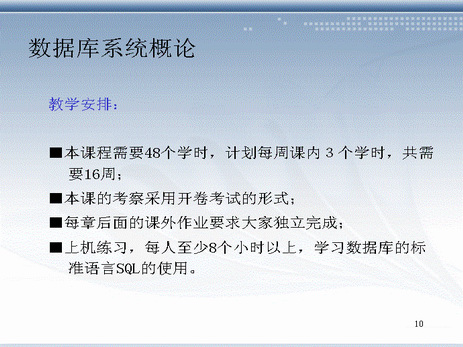 数据库系统概论
教学安排：
■本课程需要48个学时，计划每周课内３个学时，共需
要16周；
■本课的考察采用开卷考试的形式；
■每章后面的课外作业要求大家独立完成；
■上机练习，每人至少8个小时以上，学习数据库的标
准语言SQL的使用。
10